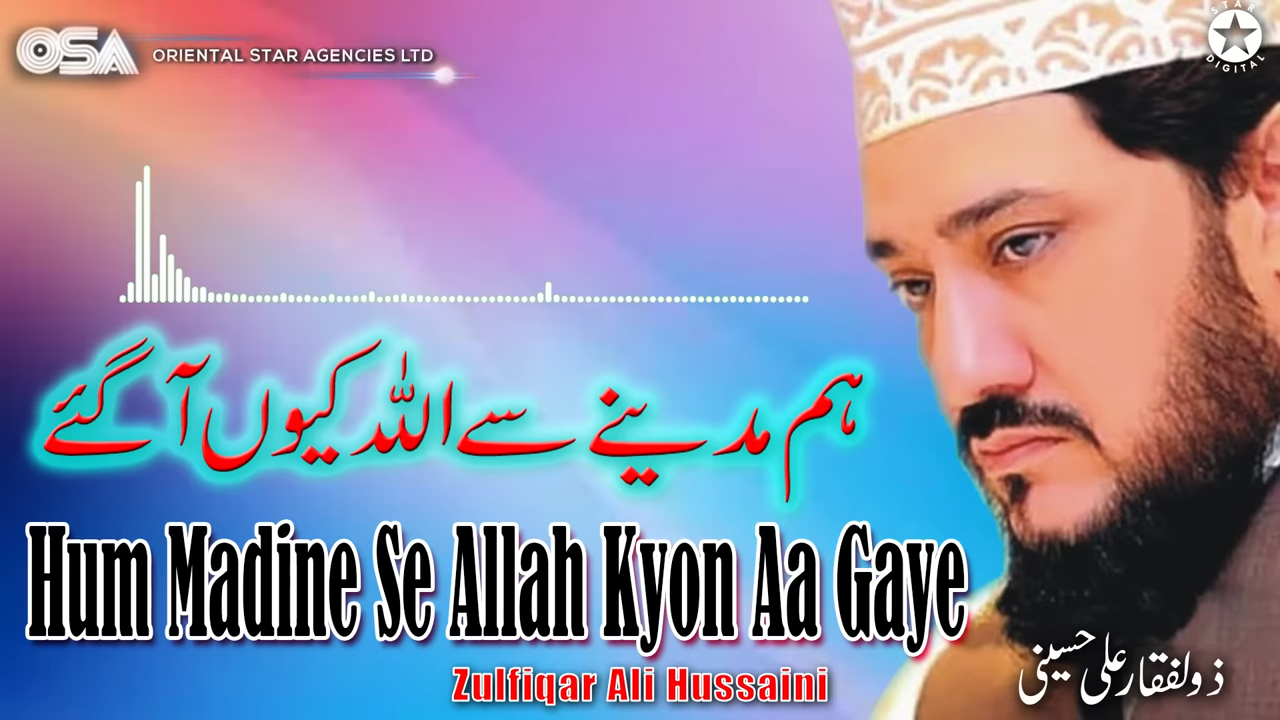 OSA ORIENTAL STAR AGENCIES LTD
STAR DIGITAL
ہم مدینے سے اللہ کیوں آ گئے
Hum Madine Se Allah Kyon Aa Gaye
Zulfiqar Ali Hussaini
ذولفقار علی حسینی